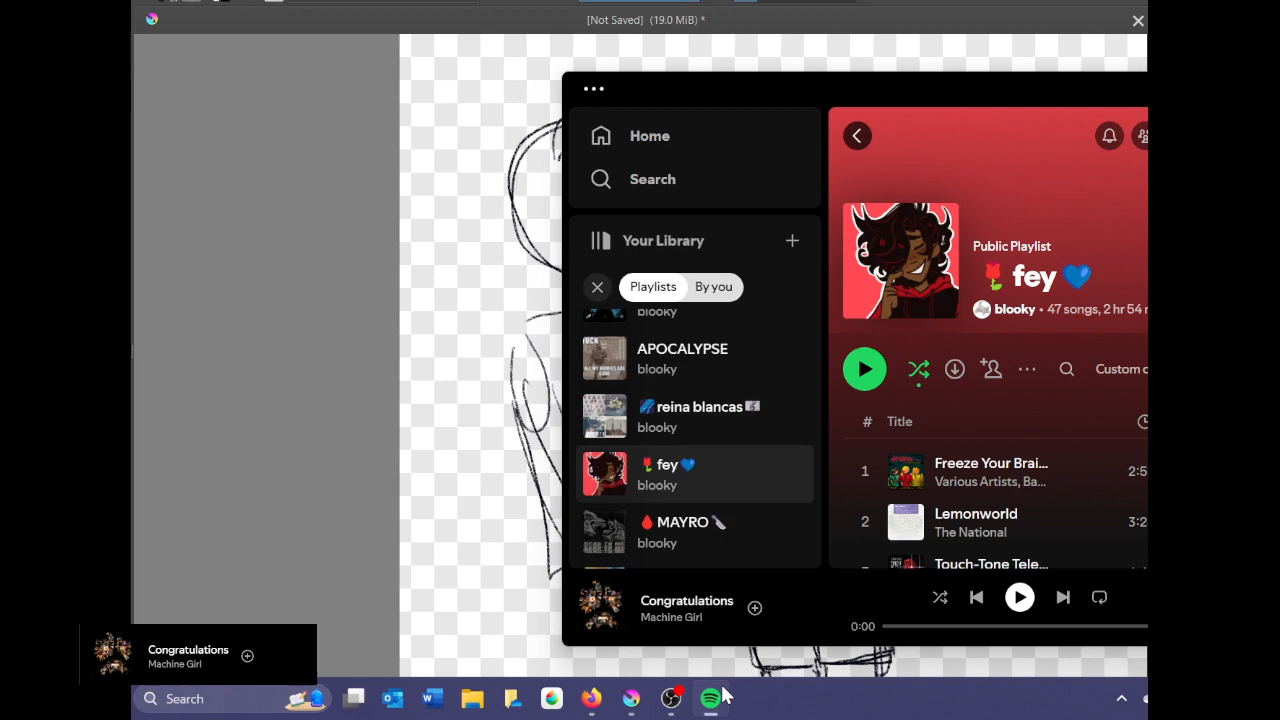 [Not Saved] (19.0 MiB) *
Home
Search
Your Library
Playlists By you
blooky
APOCALYPSE
blooky
reina blancas
blooky
fey
blooky
MAYRO
blooky
Congratulations
Machine Girl
Public Playlist
fey
blooky • 47 songs, 2 hr 54
Custom
# Title
1 Freeze Your Brai... 2:5
Various Artists, Ba...
2 Lemonworld 3:2
The National
Touch-Tone Tele...
0:00
Congratulations
Machine Girl
Search